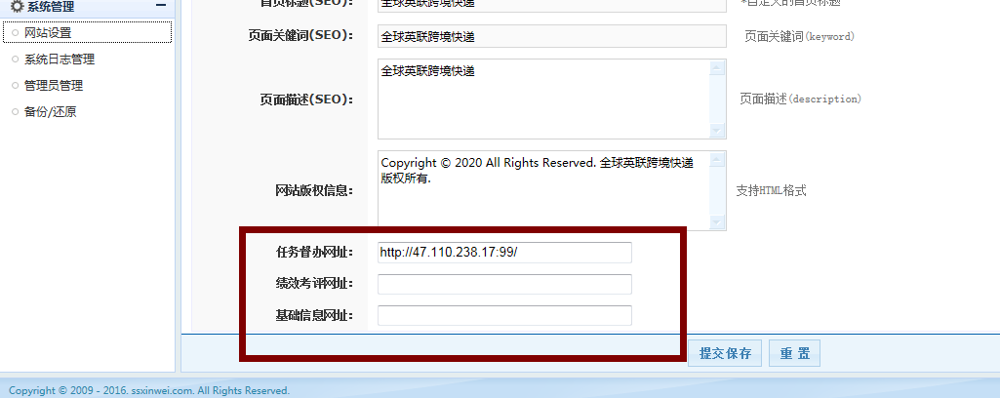 系统管理
网站设置
系统日志管理
管理员管理
备份/还原
首页标题(SEO)：
全球英联跨境快递
*自定义的首页标题
页面关键词(SEO)：
全球英联跨境快递
页面关键词(keyword)
页面描述(SEO)：
全球英联跨境快递
页面描述(description)
网站版权信息：
Copyright © 2020 All Rights Reserved. 全球英联跨境快递
版权所有.
支持HTML格式
任务督办网址：
http://47.110.238.17:99/
绩效考评网址：
基础信息网址：
提交保存
重 置
Copyright © 2009 - 2016. ssxinwei.com. All Rights Reserved.